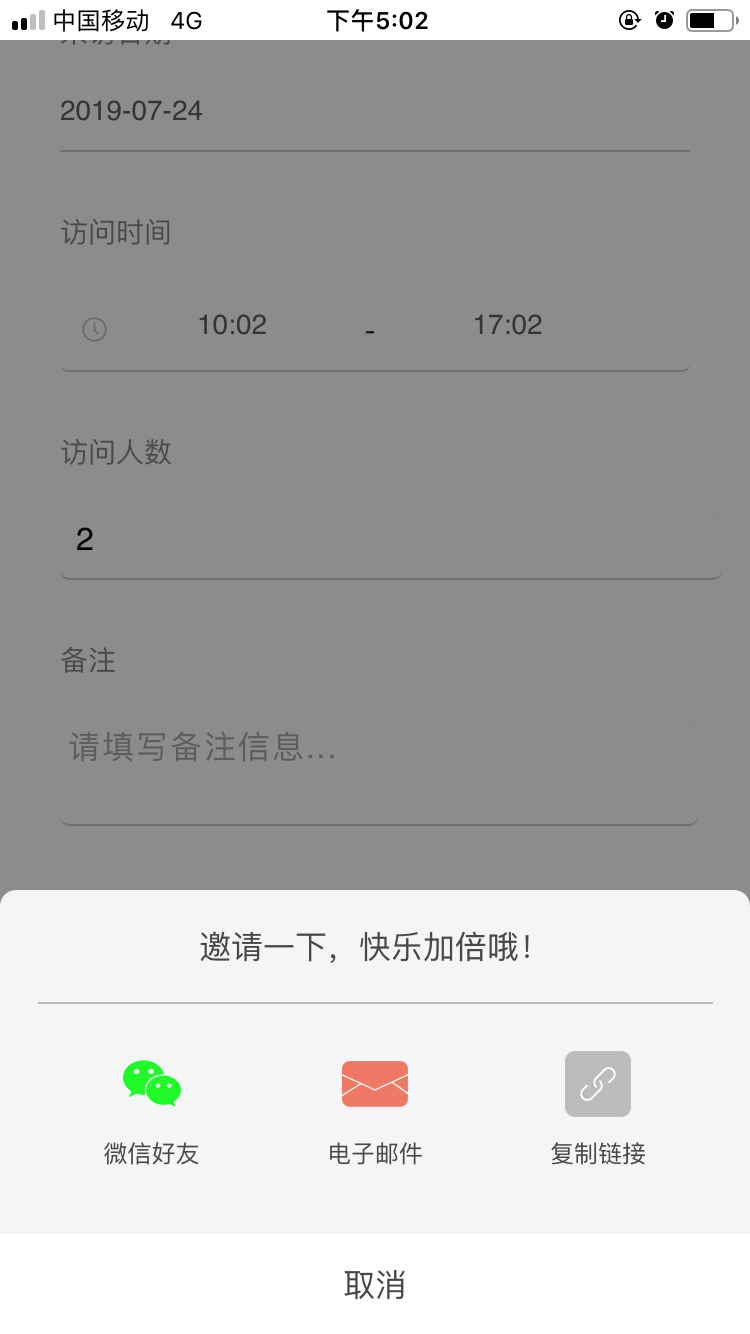 中国移动 4G 下午5:02
2019-07-24
访问时间
10:02 - 17:02
访问人数
2
备注
请填写备注信息...
邀请一下，快乐加倍哦！
微信好友 电子邮件 复制链接
取消